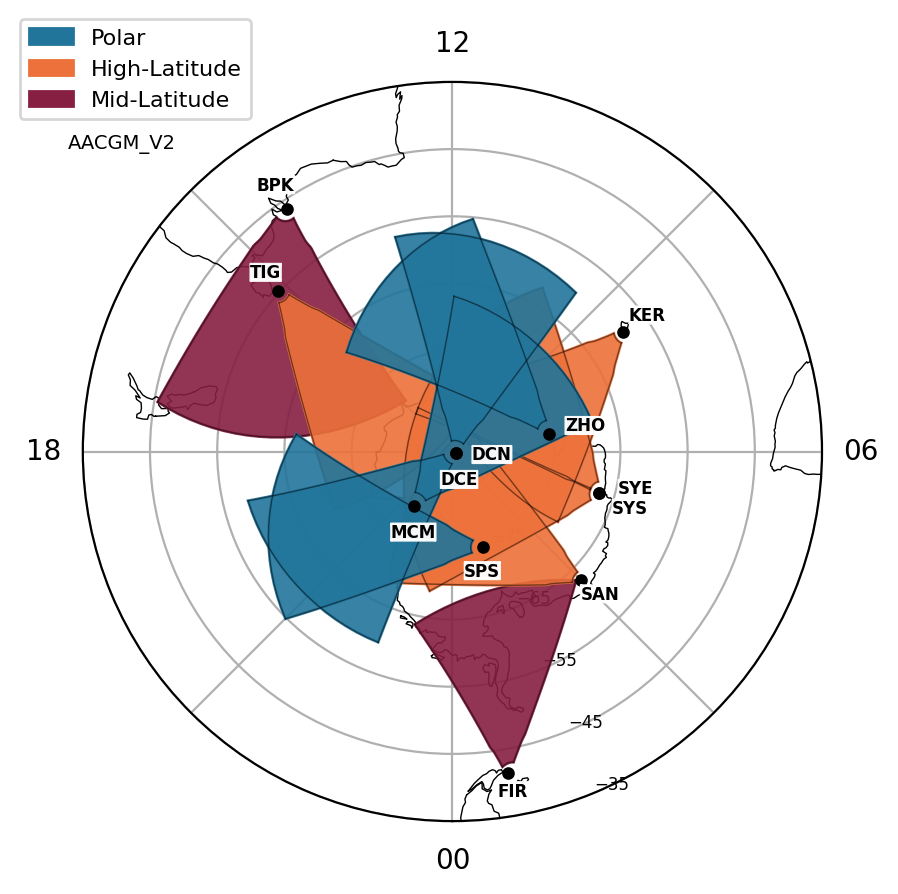 Polar
High-Latitude
Mid-Latitude
AACGM_V2
12
BPK
TIG
KER
ZHO
18
DCN
06
DCE
SYE
SYS
MCM
SPS
SAN
−65
−55
−45
−35
FIR
00